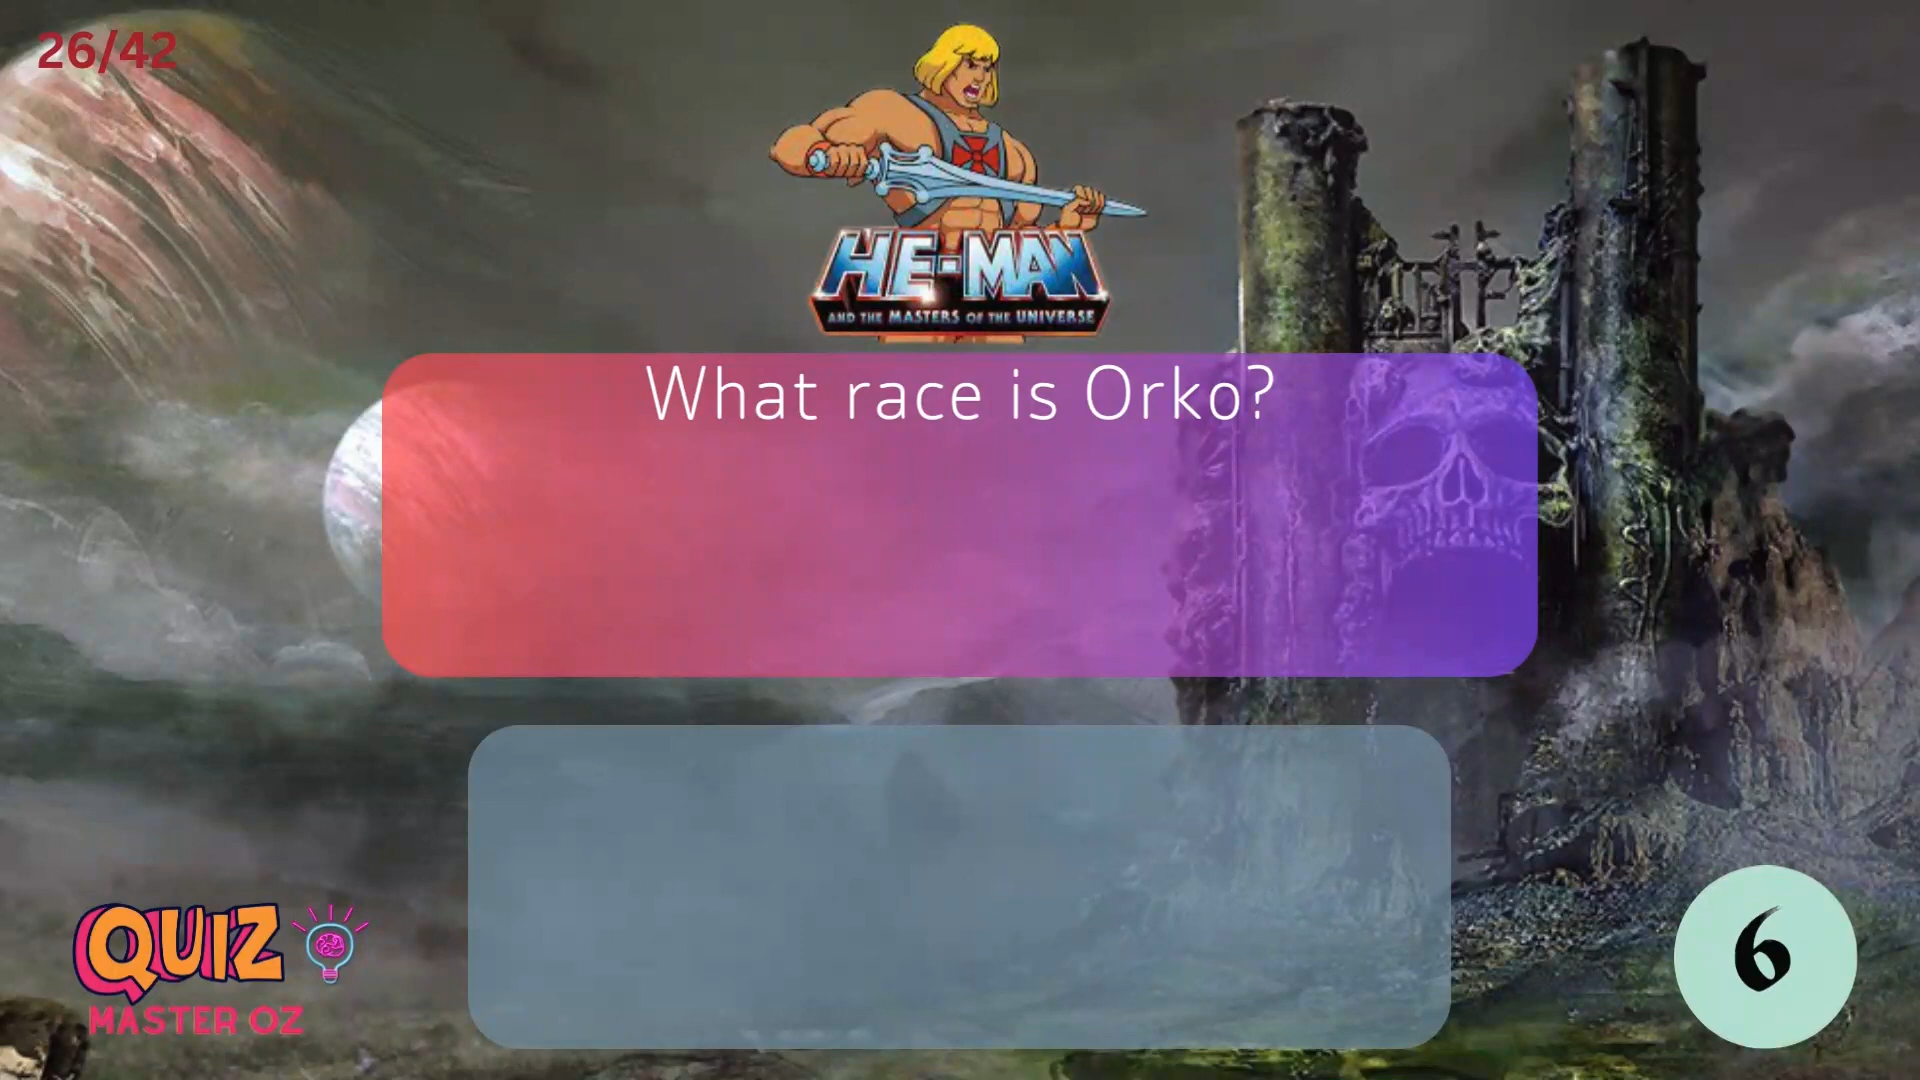 26/42
HE-MAN
AND THE MASTERS OF THE UNIVERSE
What race is Orko?
QUIZ
MASTER OZ
6